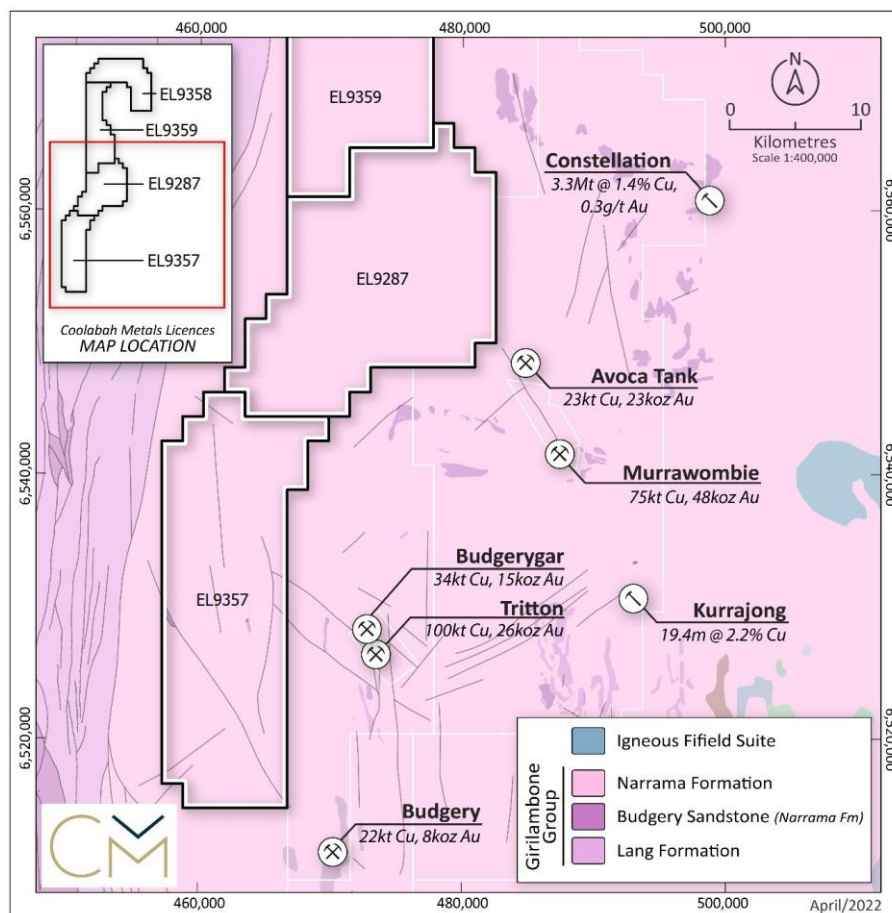 460,000
480,000
500,000
EL9358
EL9359
EL9287
EL9357
Coolabah Metals Licences
MAP LOCATION
EL9359
N
0 10
Kilometres
Scale 1:400,000
Constellation
3.3Mt @ 1.4% Cu,
0.3g/t Au
6,560,000
6,560,000
EL9287
Avoca Tank
23kt Cu, 23koz Au
6,540,000
6,540,000
Murrawombie
75kt Cu, 48koz Au
Budgerygar
34kt Cu, 15koz Au
EL9357
Tritton
100kt Cu, 26koz Au
Kurrajong
19.4m @ 2.2% Cu
6,520,000
6,520,000
Igneous Fifield Suite
Girilambone
Group
Narrama Formation
Budgery Sandstone (Narrama Fm)
Lang Formation
Budgery
22kt Cu, 8koz Au
CM
460,000
480,000
500,000
April/2022